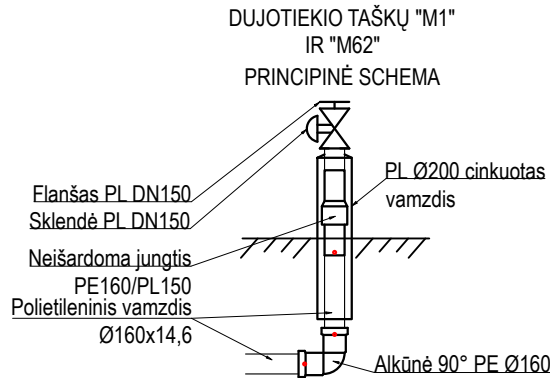 DUJOTIEKIO TAŠKŲ "M1"
IR "M62"
PRINCIPINĖ SCHEMA
PL Ø200 cinkuotas
vamzdis
Flanšas PL DN150
Sklendė PL DN150
Neišardoma jungtis
PE160/PL150
Polietileninis vamzdis
Ø160x14,6
Alkūnė 90° PE Ø160